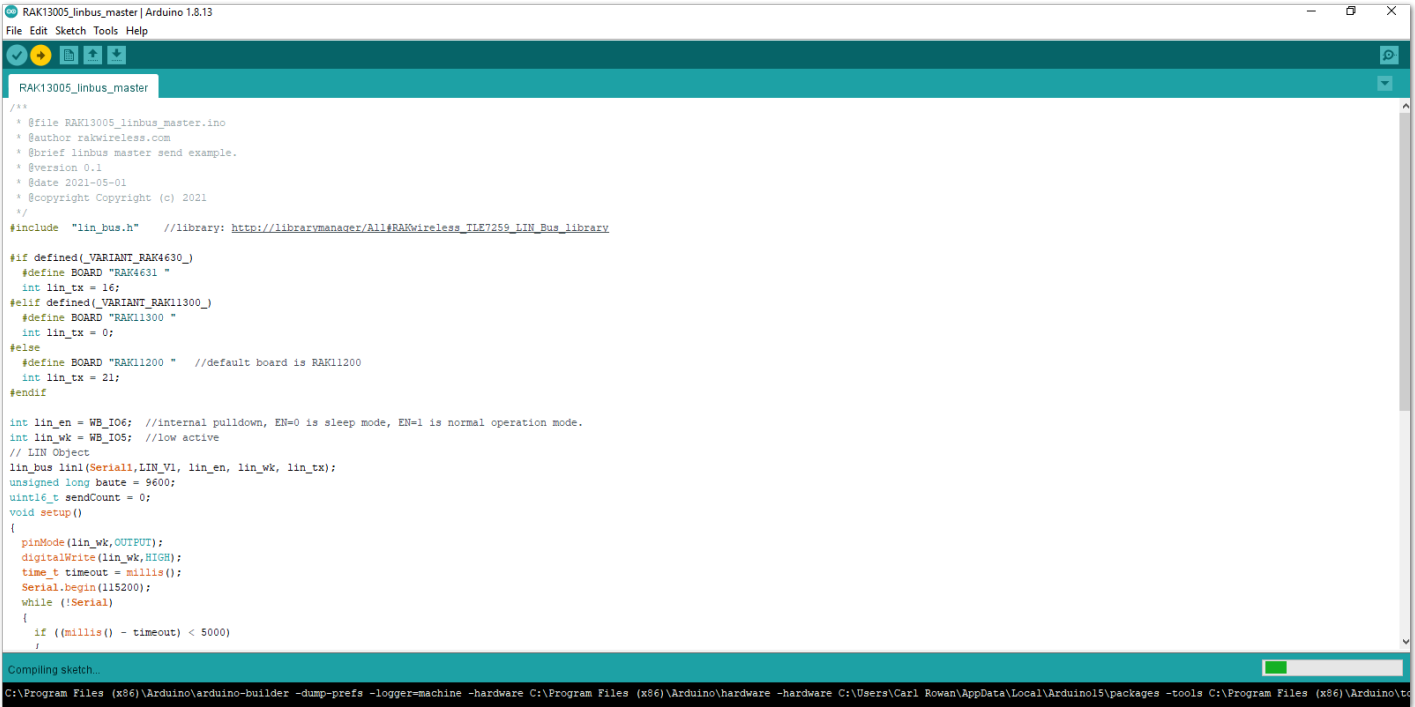 RAK13005_linbus_master | Arduino 1.8.13
File Edit Sketch Tools Help
RAK13005_linbus_master
/**
 * @file RAK13005_linbus_master.ino
 * @author rakwireless.com
 * @brief linbus master send example.
 * @version 0.1
 * @date 2021-05-01
 * @copyright Copyright (c) 2021
 */
#include  "lin_bus.h"    //library: http://librarymanager/All#RAKwireless_TLE7259_LIN_Bus_library
#if defined(_VARIANT_RAK4630_)
  #define BOARD "RAK4631 "
  int lin_tx = 16;
#elif defined(_VARIANT_RAK11300_)
  #define BOARD "RAK11300 "
  int lin_tx = 0;
#else
  #define BOARD "RAK11200 "   //default board is RAK11200
  int lin_tx = 21;
#endif
int lin_en = WB_IO6;  //internal pulldown, EN=0 is sleep mode, EN=1 is normal operation mode.
int lin_wk = WB_IO5;  //low active
// LIN Object
lin_bus lin1(Serial1,LIN_V1, lin_en, lin_wk, lin_tx);
unsigned long baute = 9600;
uint16_t sendCount = 0;
void setup()
{
  pinMode(lin_wk,OUTPUT);
  digitalWrite(lin_wk,HIGH);
  time_t timeout = millis();
  Serial.begin(115200);
  while (!Serial)
  {
    if ((millis() - timeout) < 5000)
Compiling sketch...
C:\Program Files (x86)\Arduino\arduino-builder -dump-prefs -logger=machine -hardware C:\Program Files (x86)\Arduino\hardware -hardware C:\Users\Carl Rowan\AppData\Local\Arduino15\packages -tools C:\Program Files (x86)\Arduino\